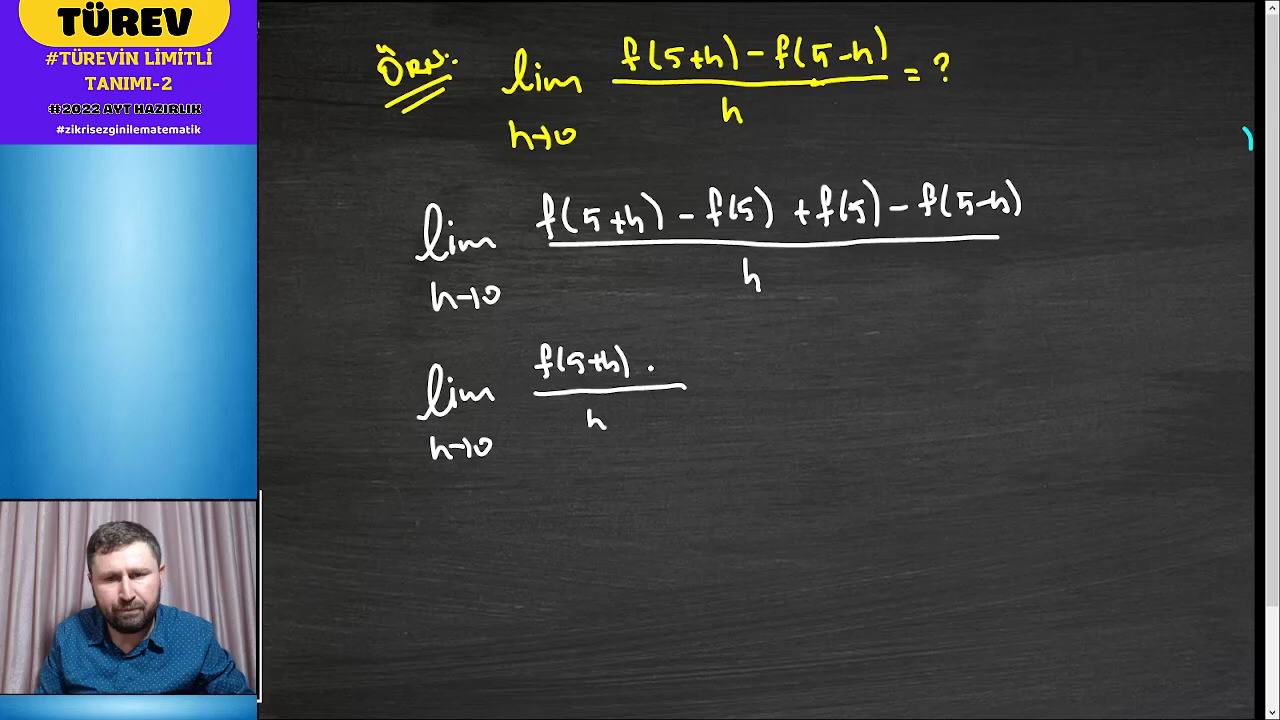 TÜREV
#TÜREVİN LİMİTLİ
TANIMI-2
#2022 AYT HAZIRLIK
#zikrisezginilematematik
ÖRN: lim h→0 f(5+h) - f(5-h) / h = ?
lim h→0 f(5+h) - f(5) + f(5) - f(5-h) / h
lim h→0 f(5+h) . / h